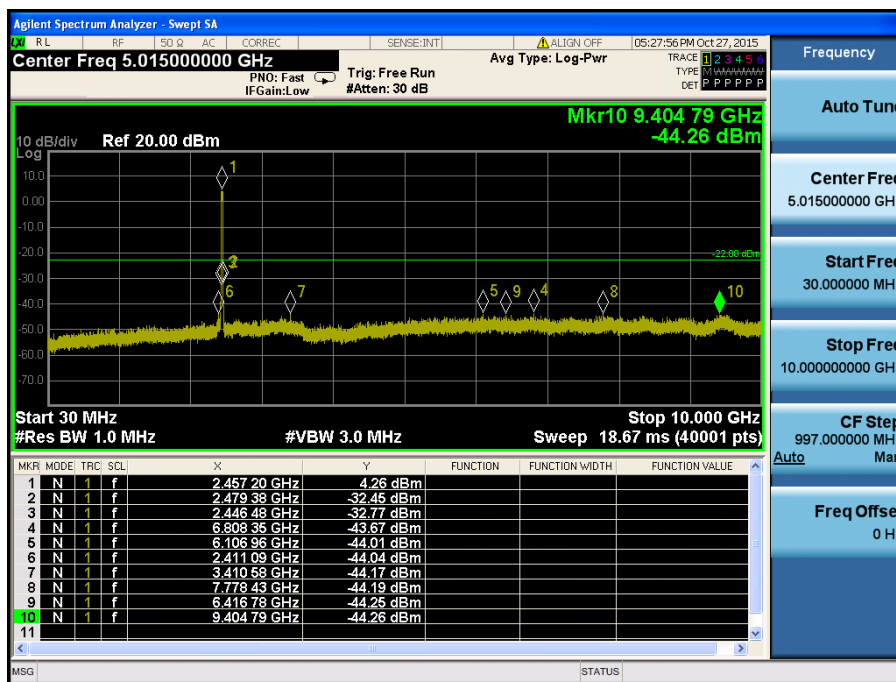 Agilent Spectrum Analyzer - Swept SA
LXI RL RF 50 Ω AC CORREC SENSE:INT ALIGN OFF 05:27:56 PM Oct 27, 2015
Center Freq 5.015000000 GHz
PNO: Fast
IFGain:Low
Trig: Free Run
#Atten: 30 dB
Avg Type: Log-Pwr
TRACE 1 2 3 4 5 6
TYPE M WWWWW
DET P P P P P P
Mkr10 9.404 79 GHz
-44.26 dBm
10 dB/div Ref 20.00 dBm
Log
10.0
0.00
-10.0
-20.0
-30.0
-40.0
-50.0
-60.0
-70.0
-22.00 dBm
1
3
6 7 5 9 4 8 10
Start 30 MHz Stop 10.000 GHz
#Res BW 1.0 MHz #VBW 3.0 MHz Sweep 18.67 ms (40001 pts)
MKR MODE TRC SCL X Y FUNCTION FUNCTION WIDTH FUNCTION VALUE
1 N 1 f 2.457 20 GHz 4.26 dBm
2 N 1 f 2.479 38 GHz -32.45 dBm
3 N 1 f 2.446 48 GHz -32.77 dBm
4 N 1 f 6.808 35 GHz -43.67 dBm
5 N 1 f 6.106 96 GHz -44.01 dBm
6 N 1 f 2.411 09 GHz -44.04 dBm
7 N 1 f 3.410 58 GHz -44.17 dBm
8 N 1 f 7.778 43 GHz -44.19 dBm
9 N 1 f 6.416 78 GHz -44.25 dBm
10 N 1 f 9.404 79 GHz -44.26 dBm
11
MSG STATUS
Frequency
Auto Tun
Center Fre
5.015000000 GH
Start Fre
30.000000 MH
Stop Fre
10.000000000 GH
CF Step
997.000000 MH
Auto Ma
Freq Offse
0 H